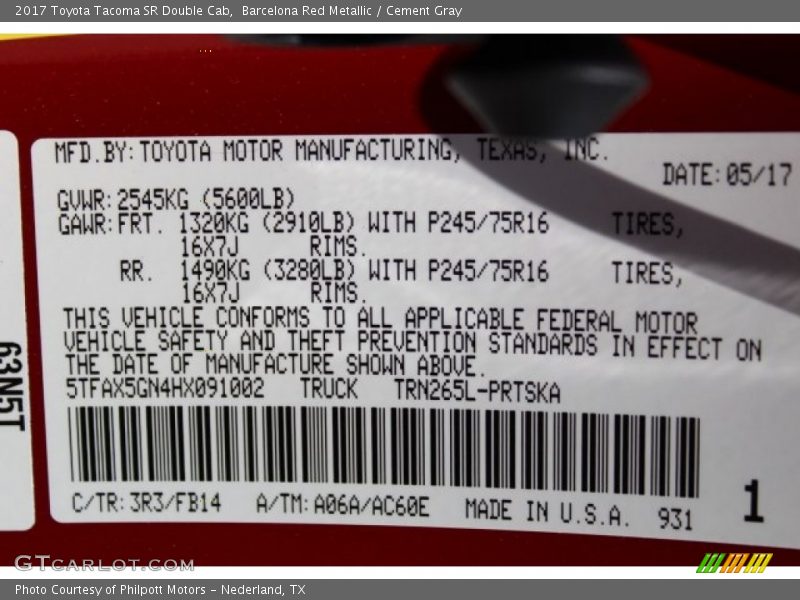 2017 Toyota Tacoma SR Double Cab, Barcelona Red Metallic / Cement Gray
MFD.BY:TOYOTA MOTOR MANUFACTURING, TEXAS, INC.
DATE:05/17
GVWR:2545KG (5600LB)
GAWR:FRT. 1320KG (2910LB) WITH P245/75R16 TIRES,
16X7J RIMS.
RR. 1490KG (3280LB) WITH P245/75R16 TIRES,
16X7J RIMS.
THIS VEHICLE CONFORMS TO ALL APPLICABLE FEDERAL MOTOR
VEHICLE SAFETY AND THEFT PREVENTION STANDARDS IN EFFECT ON
THE DATE OF MANUFACTURE SHOWN ABOVE.
5TFAX5GN4HX091002 TRUCK TRN265L-PRTSKA
C/TR:3R3/FB14 A/TM:A06A/AC60E MADE IN U.S.A. 931
1
63N5T
GTCARLOT.COM
Photo Courtesy of Philpott Motors - Nederland, TX